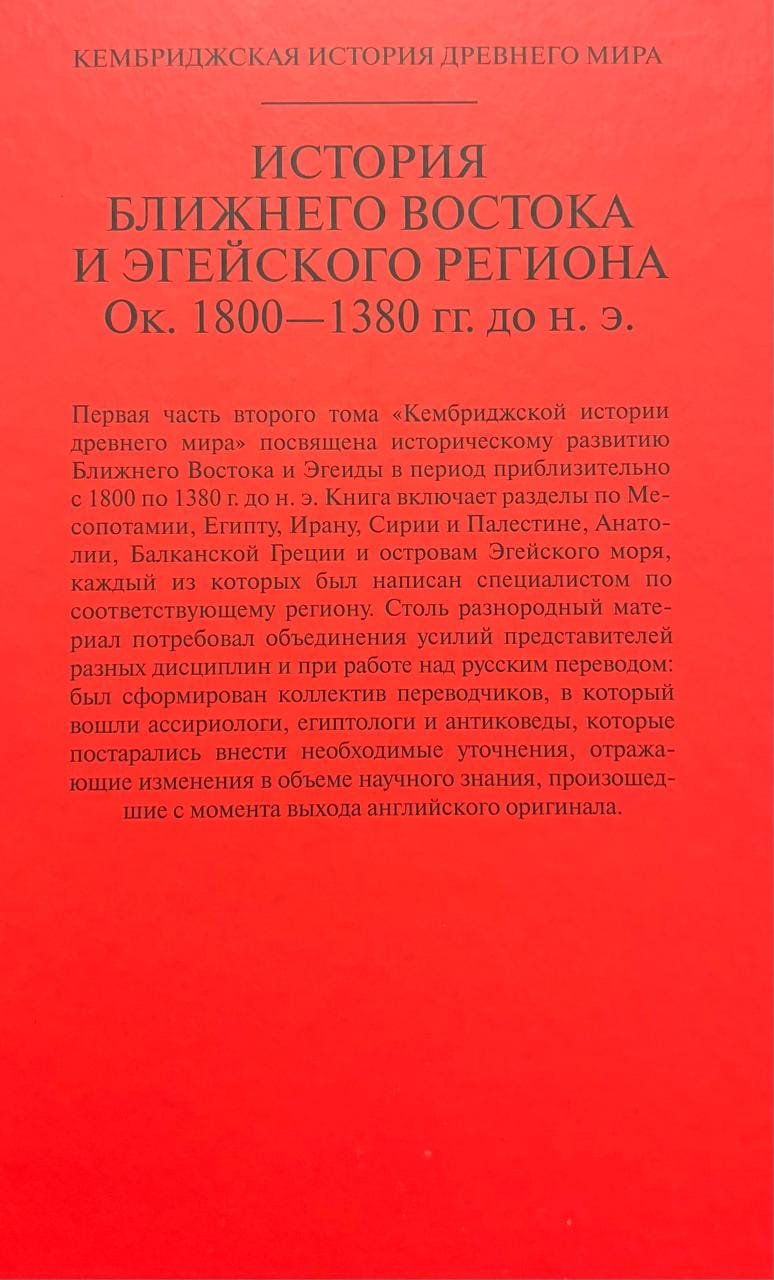 КЕМБРИДЖСКАЯ ИСТОРИЯ ДРЕВНЕГО МИРА
ИСТОРИЯ
БЛИЖНЕГО ВОСТОКА
И ЭГЕЙСКОГО РЕГИОНА
Ок. 1800—1380 гг. до н. э.
Первая часть второго тома «Кембриджской истории
древнего мира» посвящена историческому развитию
Ближнего Востока и Эгеиды в период приблизительно
с 1800 по 1380 г. до н. э. Книга включает разделы по Ме-
сопотамии, Египту, Ирану, Сирии и Палестине, Анато-
лии, Балканской Греции и островам Эгейского моря,
каждый из которых был написан специалистом по
соответствующему региону. Столь разнородный мате-
риал потребовал объединения усилий представителей
разных дисциплин и при работе над русским переводом:
был сформирован коллектив переводчиков, в который
вошли ассириологи, египтологи и антиковеды, которые
постарались внести необходимые уточнения, отража-
ющие изменения в объеме научного знания, произошед-
шие с момента выхода английского оригинала.